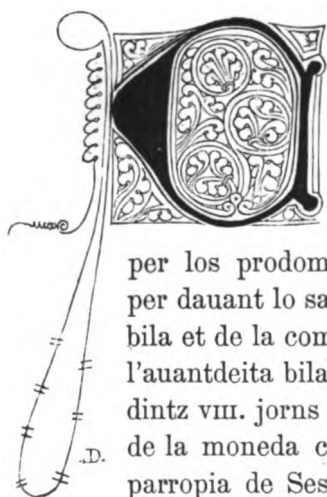 per los prodom
per dauant lo sa
bila et de la com
l'auantdeita bila
dintz VIII. jorns
de la moneda c
parropia de Ses
.D.